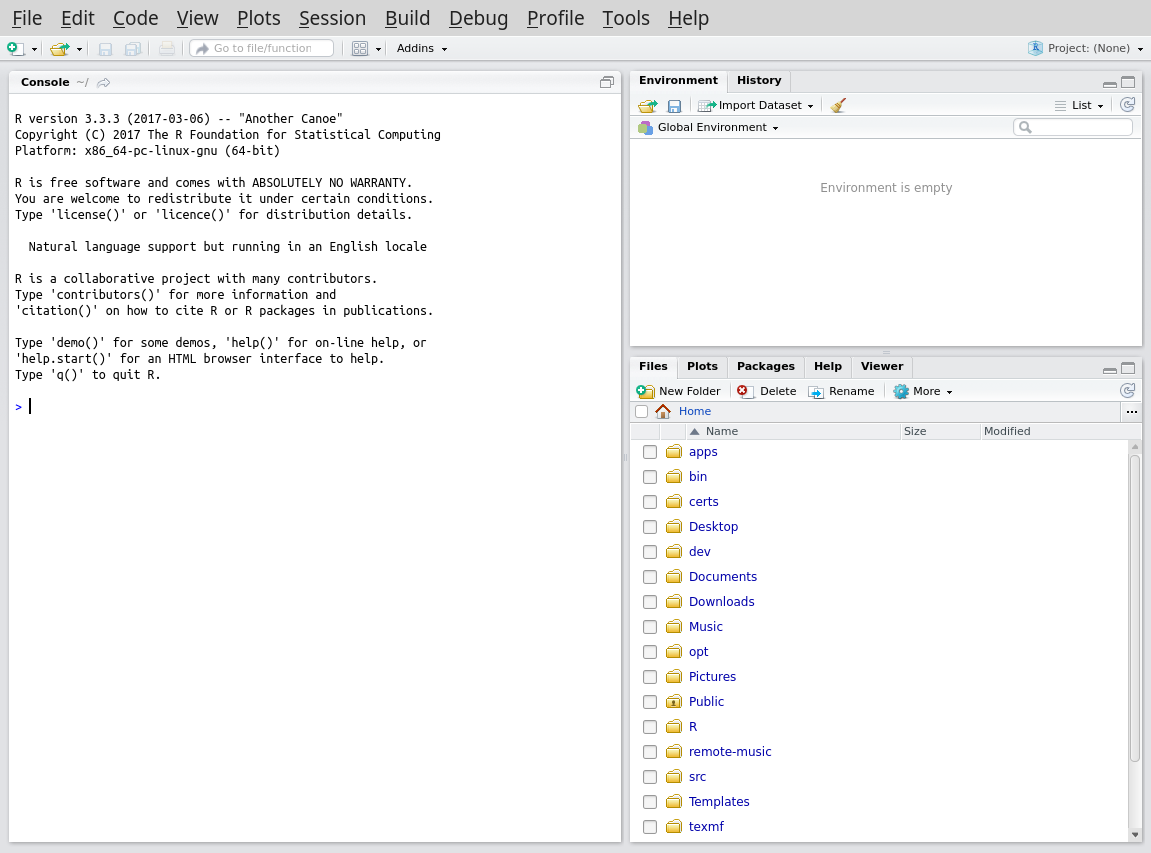 File Edit Code View Plots Session Build Debug Profile Tools Help
Go to file/function Addins Project: (None)
Console ~/
R version 3.3.3 (2017-03-06) -- "Another Canoe"
Copyright (C) 2017 The R Foundation for Statistical Computing
Platform: x86_64-pc-linux-gnu (64-bit)
R is free software and comes with ABSOLUTELY NO WARRANTY.
You are welcome to redistribute it under certain conditions.
Type 'license()' or 'licence()' for distribution details.
Natural language support but running in an English locale
R is a collaborative project with many contributors.
Type 'contributors()' for more information and
'citation()' on how to cite R or R packages in publications.
Type 'demo()' for some demos, 'help()' for on-line help, or
'help.start()' for an HTML browser interface to help.
Type 'q()' to quit R.
>
Environment History
Import Dataset List
Global Environment
Environment is empty
Files Plots Packages Help Viewer
New Folder Delete Rename More
Home ...
Name Size Modified
apps
bin
certs
Desktop
dev
Documents
Downloads
Music
opt
Pictures
Public
R
remote-music
src
Templates
texmf